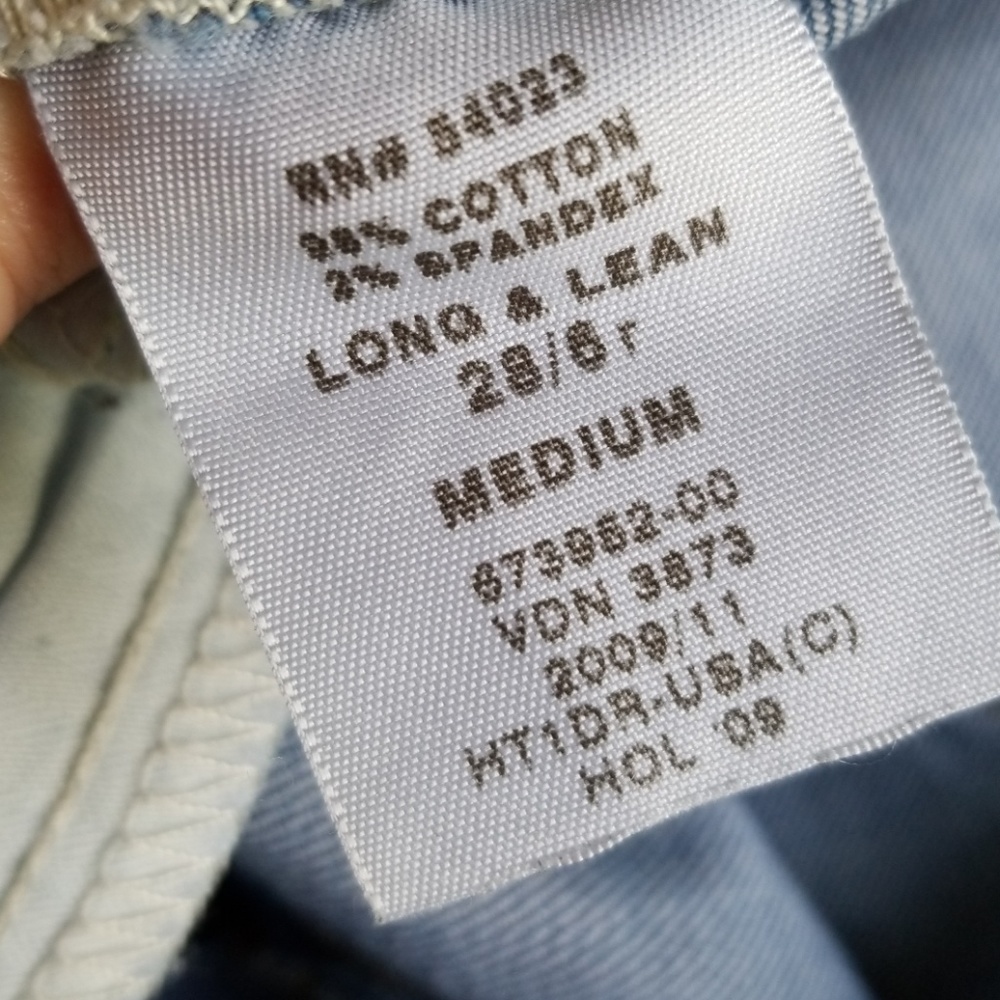 RN# 54023
98% COTTON
2% SPANDEX
LONG & LEAN
28/6 r
MEDIUM
673952-00
VDN 3873
2009/11
HT1DR-USA(C)
HOL '09